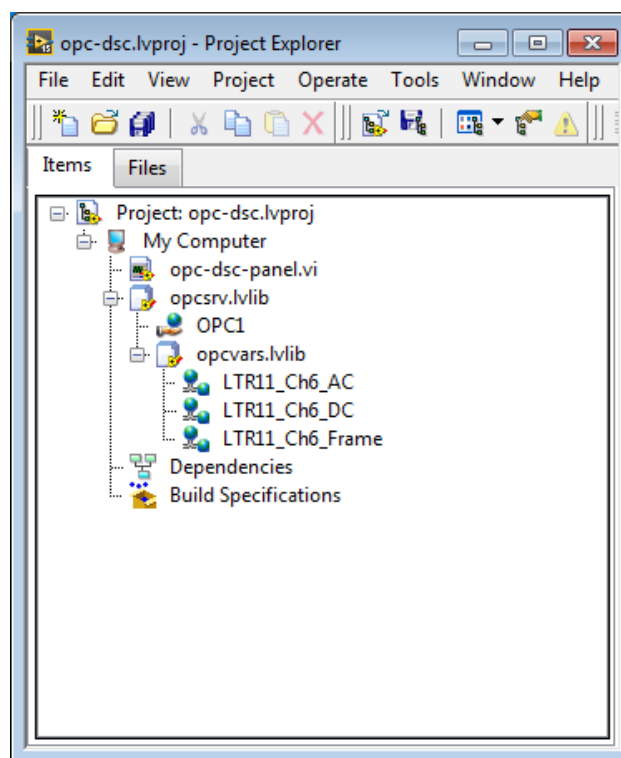 opc-dsc.lvproj - Project Explorer
File Edit View Project Operate Tools Window Help
Items Files
Project: opc-dsc.lvproj
My Computer
opc-dsc-panel.vi
opcsrv.lvlib
OPC1
opcvars.lvlib
LTR11_Ch6_AC
LTR11_Ch6_DC
LTR11_Ch6_Frame
Dependencies
Build Specifications